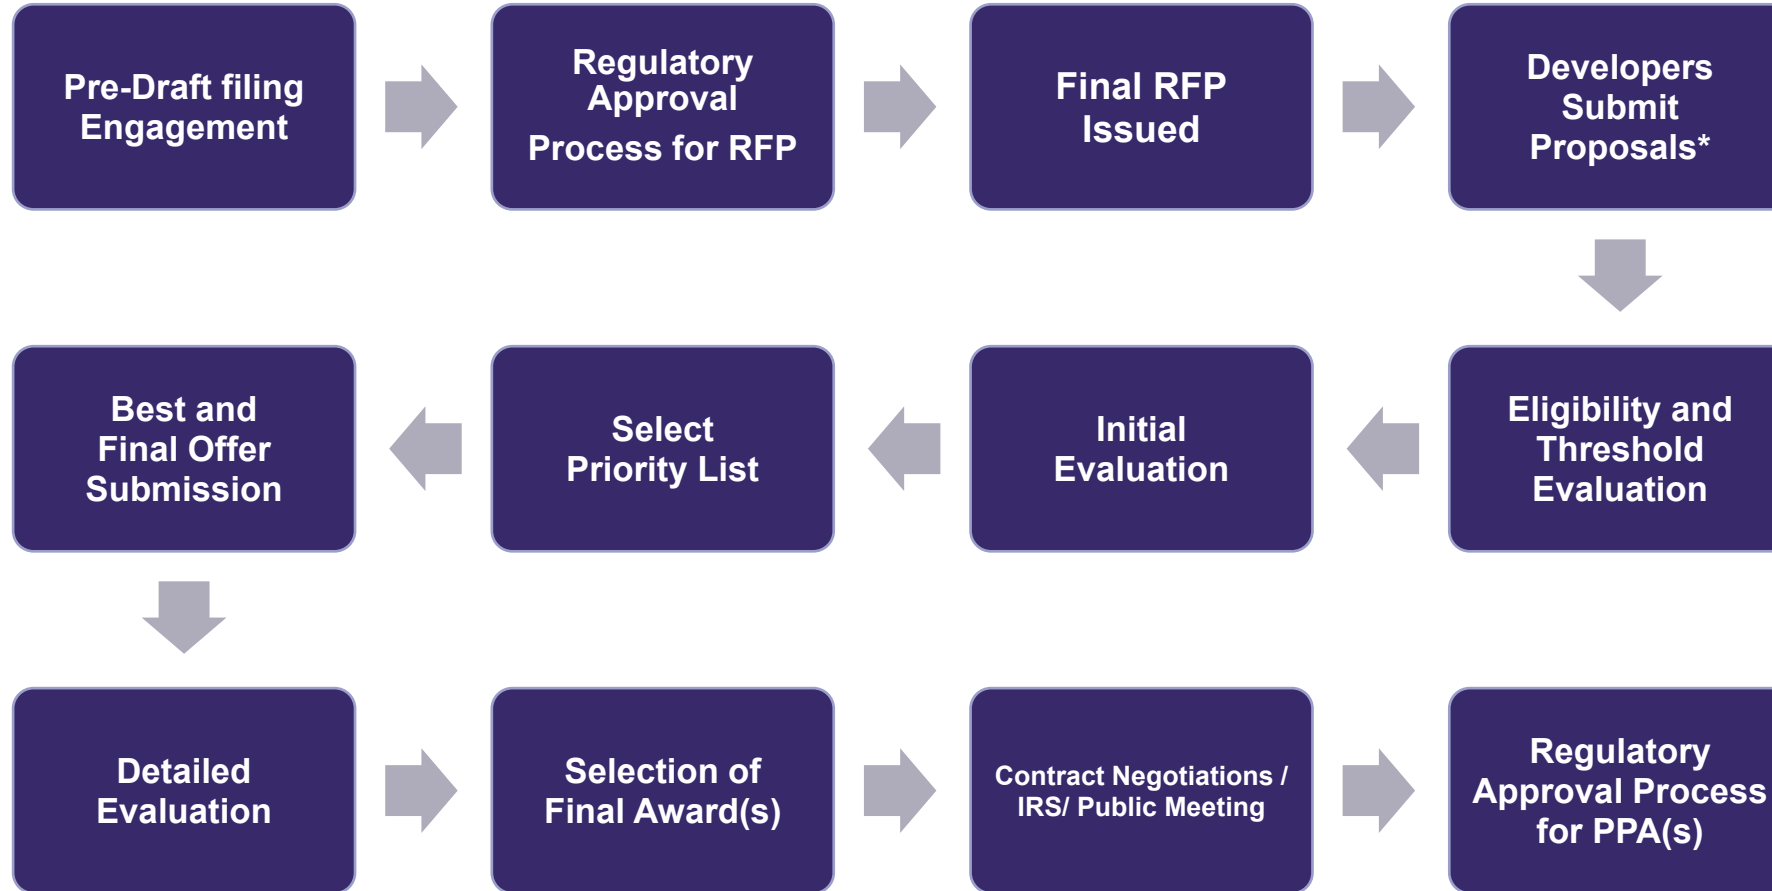 Pre-Draft filing
Engagement
Regulatory
Approval
Process for RFP
Final RFP
Issued
Developers
Submit
Proposals*
Eligibility and
Threshold
Evaluation
Initial
Evaluation
Select
Priority List
Best and
Final Offer
Submission
Detailed
Evaluation
Selection of
Final Award(s)
Contract Negotiations /
IRS/ Public Meeting
Regulatory
Approval Process
for PPA(s)